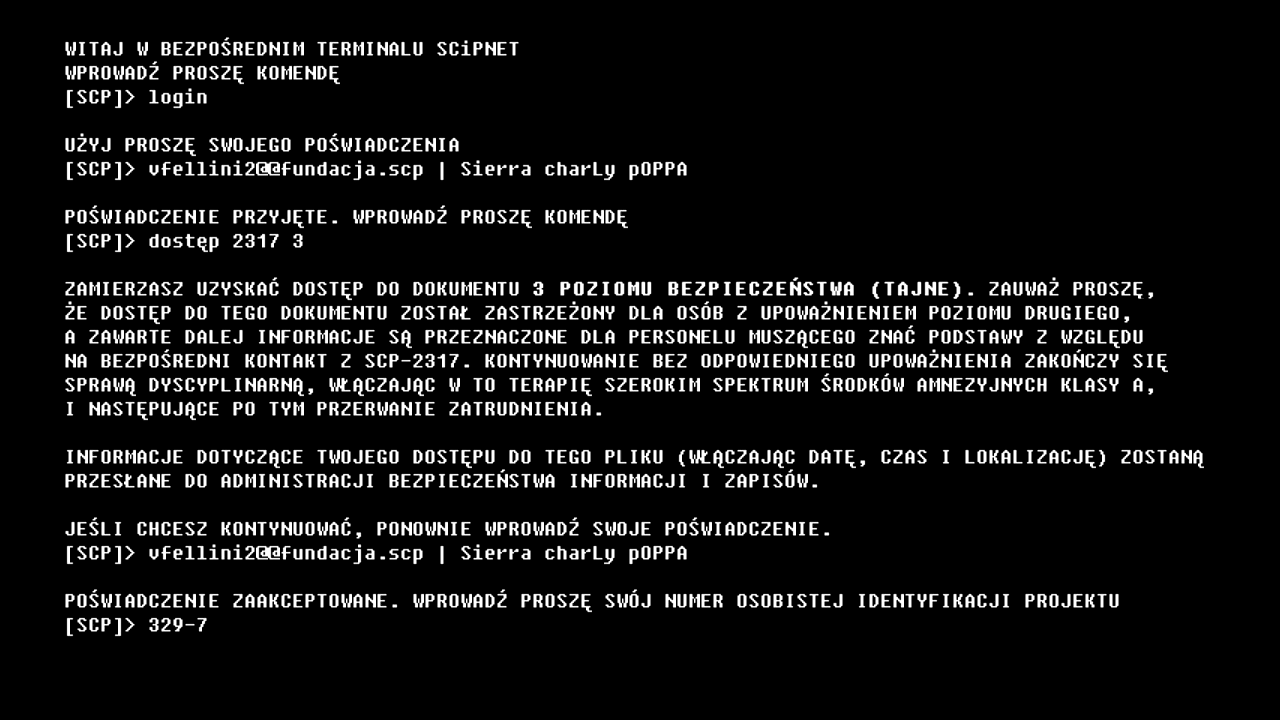 WITAJ W BEZPOŚREDNIM TERMINALU SCiPNET
WPROWADŹ PROSZĘ KOMENDĘ
[SCP]> login
UŻYJ PROSZĘ SWOJEGO POŚWIADCZENIA
[SCP]> vfellini2@@fundacja.scp | Sierra charLy pOPPA
POŚWIADCZENIE PRZYJĘTE. WPROWADŹ PROSZĘ KOMENDĘ
[SCP]> dostęp 2317 3
ZAMIERZASZ UZYSKAĆ DOSTĘP DO DOKUMENTU 3 POZIOMU BEZPIECZEŃSTWA (TAJNE). ZAUWAŻ PROSZĘ,
ŻE DOSTĘP DO TEGO DOKUMENTU ZOSTAŁ ZASTRZEŻONY DLA OSÓB Z UPOWAŻNIENIEM POZIOMU DRUGIEGO,
A ZAWARTE DALEJ INFORMACJE SĄ PRZEZNACZONE DLA PERSONELU MUSZĄCEGO ZNAĆ PODSTAWY Z WZGLĘDU
NA BEZPOŚREDNI KONTAKT Z SCP-2317. KONTYNUOWANIE BEZ ODPOWIEDNIEGO UPOWAŻNIENIA ZAKOŃCZY SIĘ
SPRAWĄ DYSCYPLINARNĄ, WŁĄCZAJĄC W TO TERAPIĘ SZEROKIM SPEKTRUM ŚRODKÓW AMNEZYJNYCH KLASY A,
I NASTĘPUJĄCE PO TYM PRZERWANIE ZATRUDNIENIA.
INFORMACJE DOTYCZĄCE TWOJEGO DOSTĘPU DO TEGO PLIKU (WŁĄCZAJĄC DATĘ, CZAS I LOKALIZACJĘ) ZOSTANĄ
PRZESŁANE DO ADMINISTRACJI BEZPIECZEŃSTWA INFORMACJI I ZAPISÓW.
JEŚLI CHCESZ KONTYNUOWAĆ, PONOWNIE WPROWADŹ SWOJE POŚWIADCZENIE.
[SCP]> vfellini2@@fundacja.scp | Sierra charLy pOPPA
POŚWIADCZENIE ZAAKCEPTOWANE. WPROWADŹ PROSZĘ SWÓJ NUMER OSOBISTEJ IDENTYFIKACJI PROJEKTU
[SCP]> 329-7